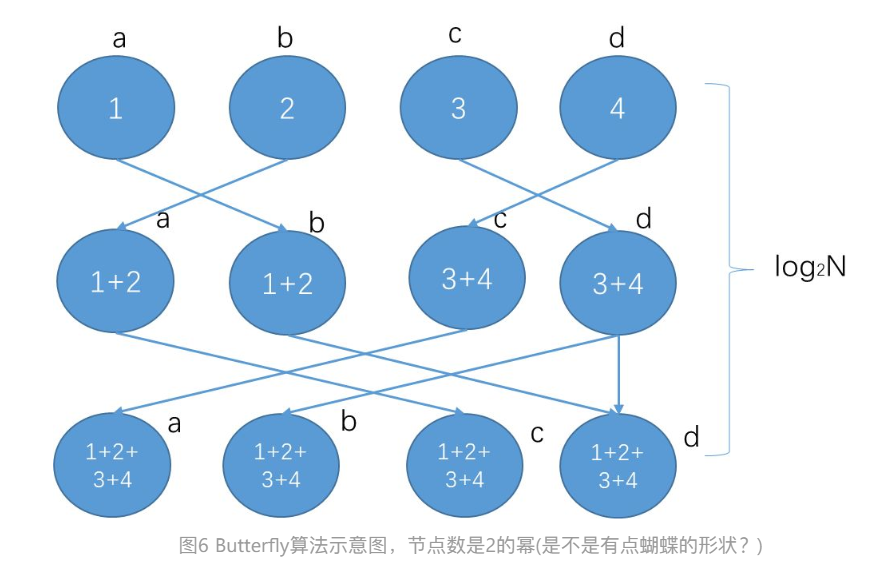 a b c d
1 2 3 4
a b c d
1+2 1+2 3+4 3+4
log₂N
a b c d
1+2+ 1+2+ 1+2+ 1+2+
3+4 3+4 3+4 3+4
图6 Butterfly算法示意图，节点数是2的幂(是不是有点蝴蝶的形状？)